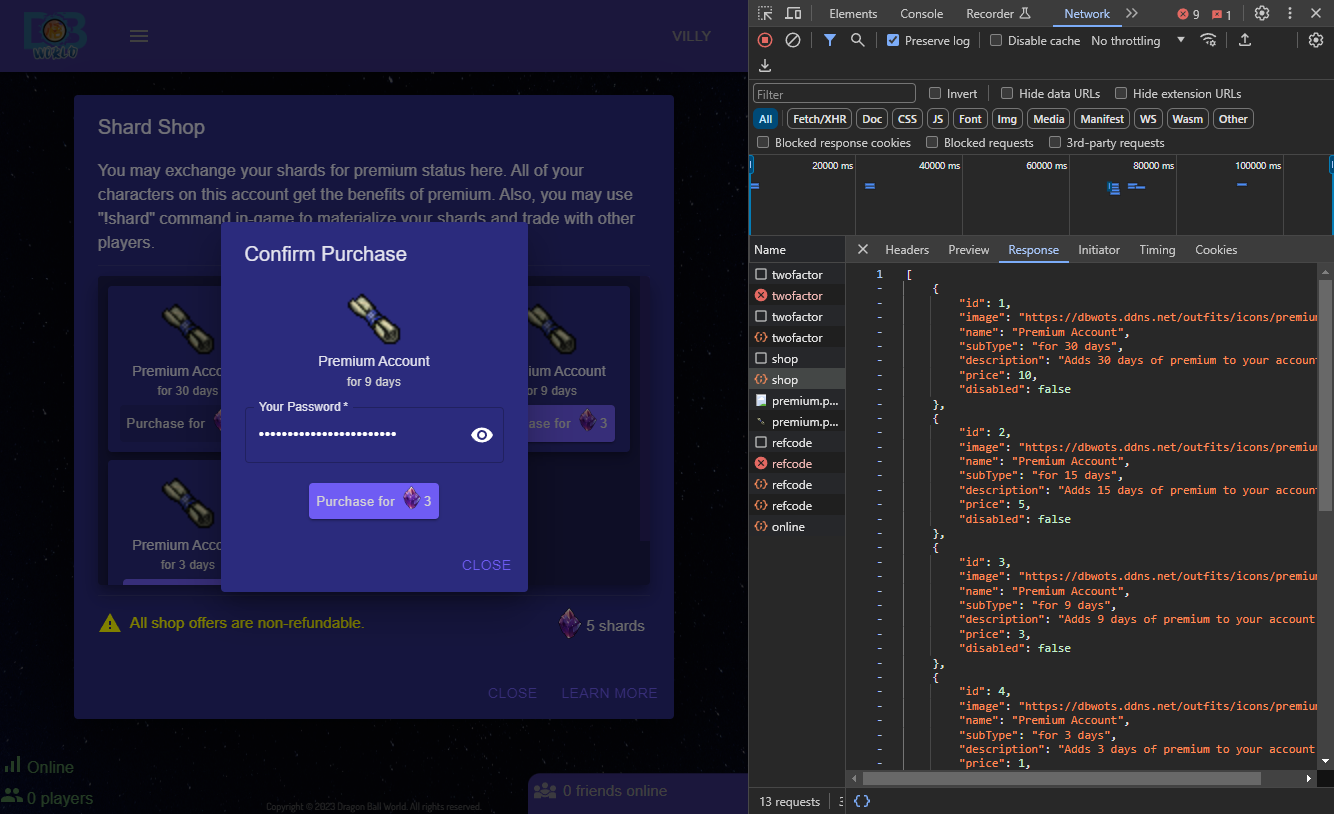 DB
WORLD
VILLY
Shard Shop
You may exchange your shards for premium status here. All of your
characters on this account get the benefits of premium. Also, you may use
"!shard" command in-game to materialize your shards and trade with other
players.
Premium Acco
for 30 days
Purchase for
ium Account
or 9 days
ase for 3
Premium Acco
for 3 days
Confirm Purchase
Premium Account
for 9 days
Your Password *
•••••••••••••••••••••••
Purchase for 3
CLOSE
All shop offers are non-refundable.
5 shards
CLOSE LEARN MORE
Online
0 players
Copyright © 2023 Dragon Ball World. All rights reserved.
0 friends online
Elements Console Recorder Network 9 1
Preserve log Disable cache No throttling
Filter Invert Hide data URLs Hide extension URLs
All Fetch/XHR Doc CSS JS Font Img Media Manifest WS Wasm Other
Blocked response cookies Blocked requests 3rd-party requests
20000 ms 40000 ms 60000 ms 80000 ms 100000 ms
Name
twofactor
twofactor
twofactor
twofactor
shop
shop
premium.p...
premium.p...
refcode
refcode
refcode
refcode
online
Headers Preview Response Initiator Timing Cookies
1 [
- {
- "id": 1,
- "image": "https://dbwots.ddns.net/outfits/icons/premium
- "name": "Premium Account",
- "subType": "for 30 days",
- "description": "Adds 30 days of premium to your account
- "price": 10,
- "disabled": false
- },
- {
- "id": 2,
- "image": "https://dbwots.ddns.net/outfits/icons/premium
- "name": "Premium Account",
- "subType": "for 15 days",
- "description": "Adds 15 days of premium to your account
- "price": 5,
- "disabled": false
- },
- {
- "id": 3,
- "image": "https://dbwots.ddns.net/outfits/icons/premium
- "name": "Premium Account",
- "subType": "for 9 days",
- "description": "Adds 9 days of premium to your account
- "price": 3,
- "disabled": false
- },
- {
- "id": 4,
- "image": "https://dbwots.ddns.net/outfits/icons/premium
- "name": "Premium Account",
- "subType": "for 3 days",
- "description": "Adds 3 days of premium to your account
- "price": 1,
13 requests
{}